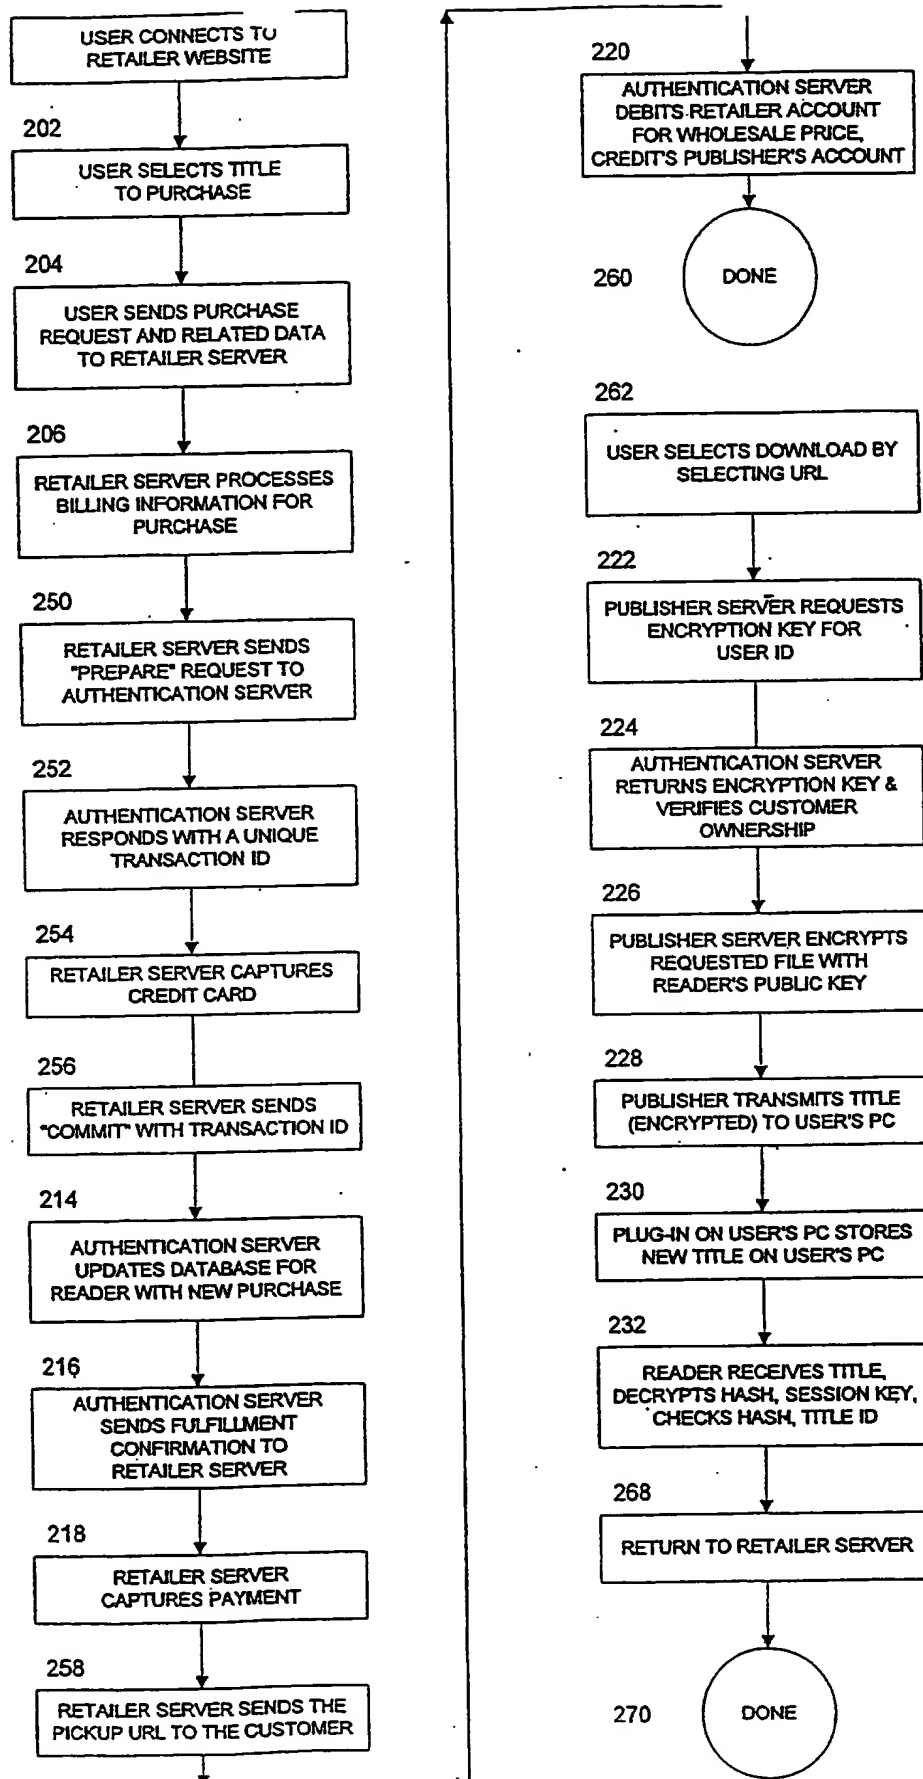 USER CONNECTS TO
RETAILER WEBSITE
202
USER SELECTS TITLE
TO PURCHASE
204
USER SENDS PURCHASE
REQUEST AND RELATED DATA
TO RETAILER SERVER
206
RETAILER SERVER PROCESSES
BILLING INFORMATION FOR
PURCHASE
250
RETAILER SERVER SENDS
"PREPARE" REQUEST TO
AUTHENTICATION SERVER
252
AUTHENTICATION SERVER
RESPONDS WITH A UNIQUE
TRANSACTION ID
254
RETAILER SERVER CAPTURES
CREDIT CARD
256
RETAILER SERVER SENDS
"COMMIT" WITH TRANSACTION ID
214
AUTHENTICATION SERVER
UPDATES DATABASE FOR
READER WITH NEW PURCHASE
216
AUTHENTICATION SERVER
SENDS FULFILLMENT
CONFIRMATION TO
RETAILER SERVER
218
RETAILER SERVER
CAPTURES PAYMENT
258
RETAILER SERVER SENDS THE
PICKUP URL TO THE CUSTOMER
220
AUTHENTICATION SERVER
DEBITS RETAILER ACCOUNT
FOR WHOLESALE PRICE,
CREDIT'S PUBLISHER'S ACCOUNT
260
DONE
262
USER SELECTS DOWNLOAD BY
SELECTING URL
222
PUBLISHER SERVER REQUESTS
ENCRYPTION KEY FOR
USER ID
224
AUTHENTICATION SERVER
RETURNS ENCRYPTION KEY &
VERIFIES CUSTOMER
OWNERSHIP
226
PUBLISHER SERVER ENCRYPTS
REQUESTED FILE WITH
READER'S PUBLIC KEY
228
PUBLISHER TRANSMITS TITLE
(ENCRYPTED) TO USER'S PC
230
PLUG-IN ON USER'S PC STORES
NEW TITLE ON USER'S PC
232
READER RECEIVES TITLE,
DECRYPTS HASH, SESSION KEY,
CHECKS HASH, TITLE ID
268
RETURN TO RETAILER SERVER
270
DONE